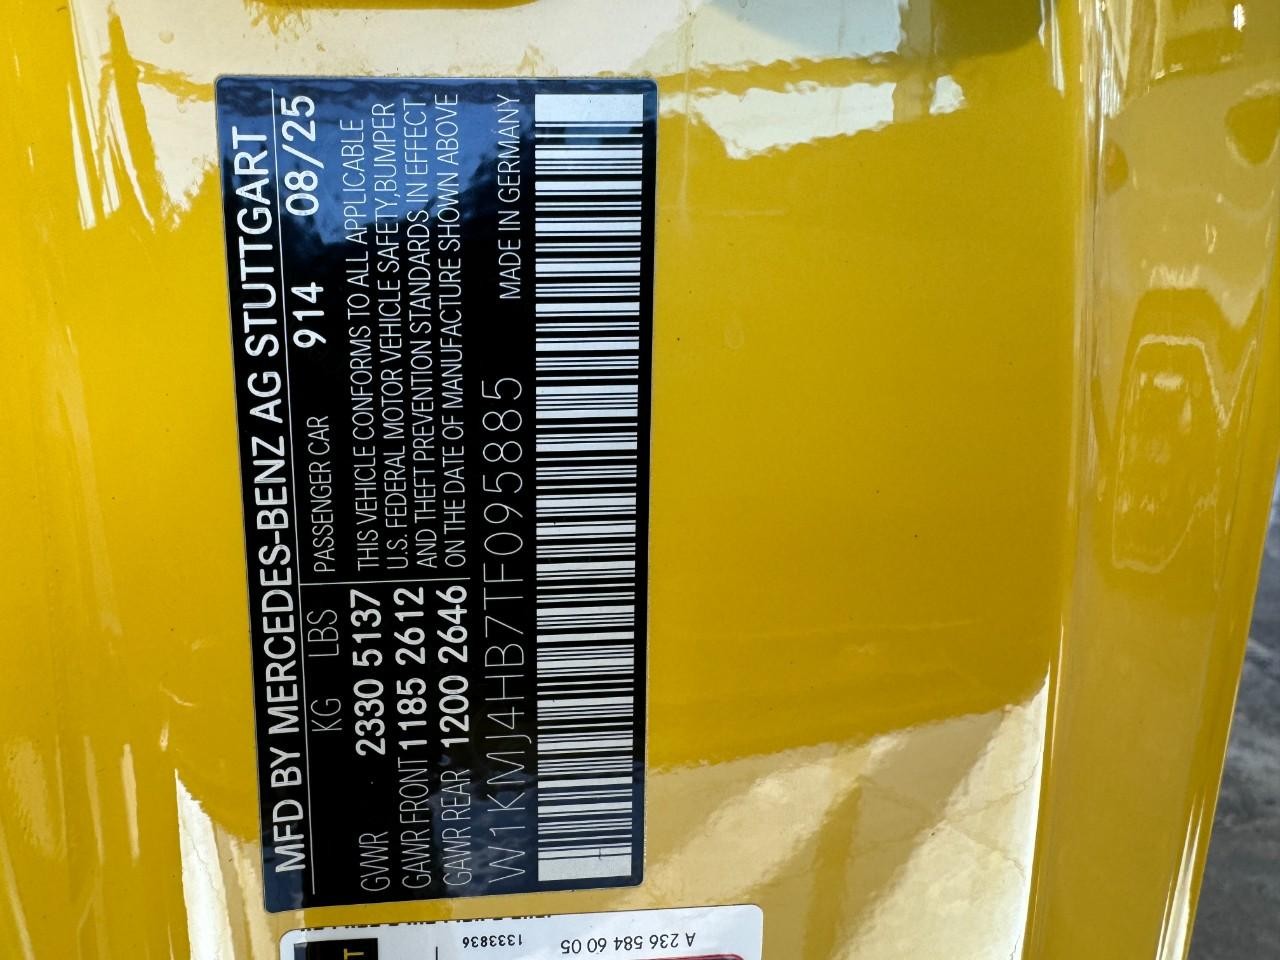 MFD BY MERCEDES-BENZ AG STUTTGART
KG LBS PASSENGER CAR 914 08/25
GVWR 2330 5137
GAWR FRONT 1185 2612
GAWR REAR 1200 2646
THIS VEHICLE CONFORMS TO ALL APPLICABLE
U.S. FEDERAL MOTOR VEHICLE SAFETY,BUMPER
AND THEFT PREVENTION STANDARDS IN EFFECT
ON THE DATE OF MANUFACTURE SHOWN ABOVE
W1KMJ4HB7TF095885 MADE IN GERMANY
A 236 584 60 05
1333836